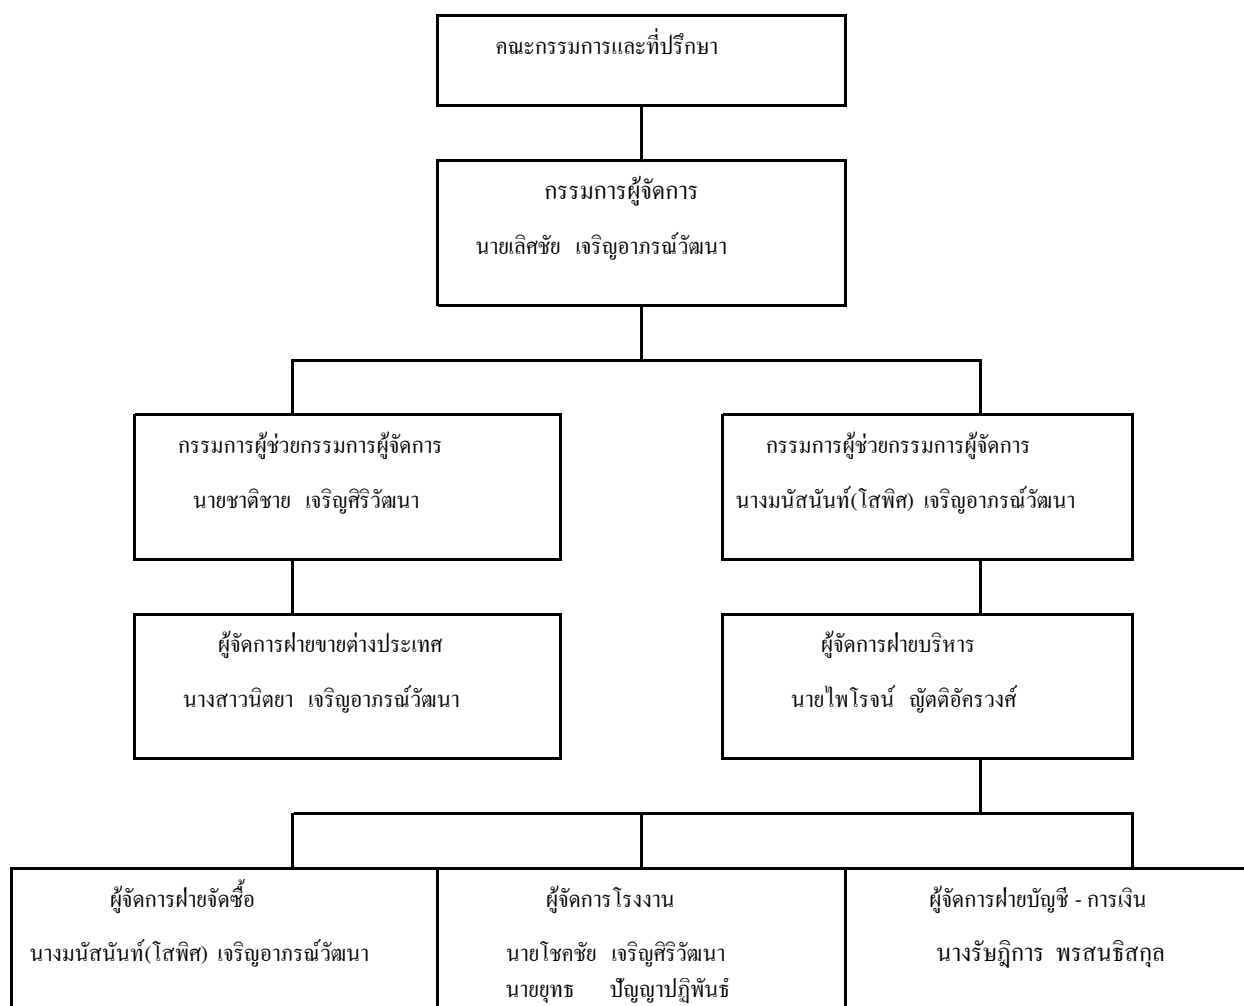 คณะกรรมการและที่ปรึกษา
กรรมการผู้จัดการ
นายเลิศชัย เจริญอาภรณ์วัฒนา
กรรมการผู้ช่วยกรรมการผู้จัดการ
นายชาติชาย เจริญศิริวัฒนา
กรรมการผู้ช่วยกรรมการผู้จัดการ
นางมนัสนันท์(โสพิศ) เจริญอาภรณ์วัฒนา
ผู้จัดการฝ่ายขายต่างประเทศ
นางสาวนิตยา เจริญอาภรณ์วัฒนา
ผู้จัดการฝ่ายบริหาร
นายไพโรจน์ ญัตติอัครวงศ์
ผู้จัดการฝ่ายจัดซื้อ
นางมนัสนันท์(โสพิศ) เจริญอาภรณ์วัฒนา
ผู้จัดการโรงงาน
นายโชคชัย เจริญศิริวัฒนา
นายยุทธ ปัญญาปฏิพันธ์
ผู้จัดการฝ่ายบัญชี - การเงิน
นางรัษฎิการ พรสนธิสกุล